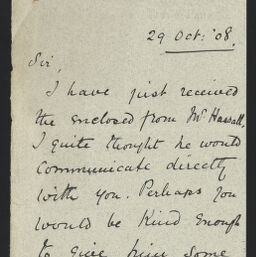 29 Oct: '08.
Sir,
I have just received
the enclosed from Mr Hassall,
I quite thought he would
communicate directly
with you. Perhaps you
would be kind enough
to give him some